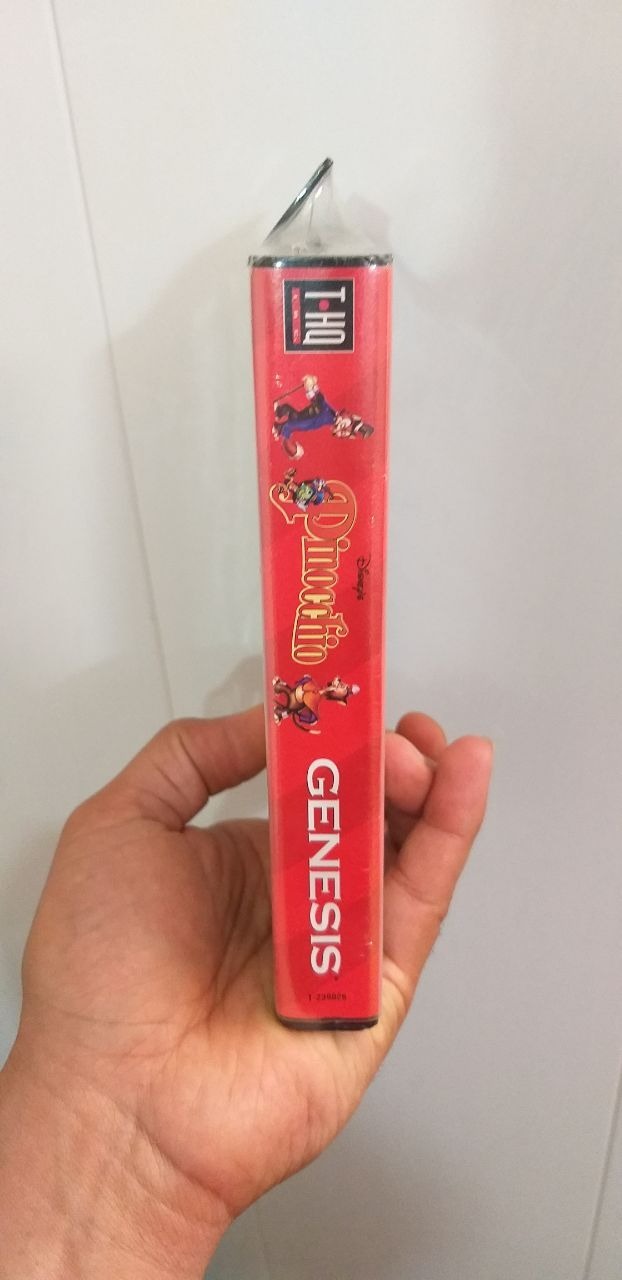 T·HQ
Disney's
Pinocchio
GENESIS